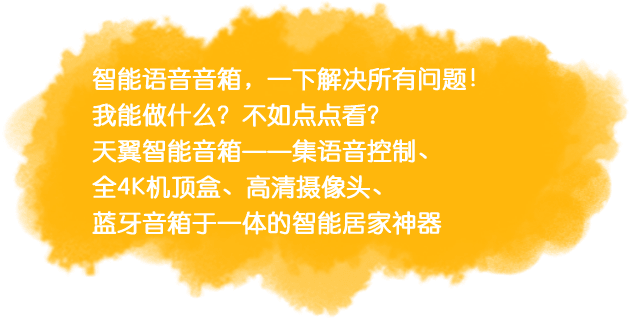 智能语音音箱，一下解决所有问题！
我能做什么？不如点点看？
天翼智能音箱——集语音控制、
全4K机顶盒、高清摄像头、
蓝牙音箱于一体的智能居家神器